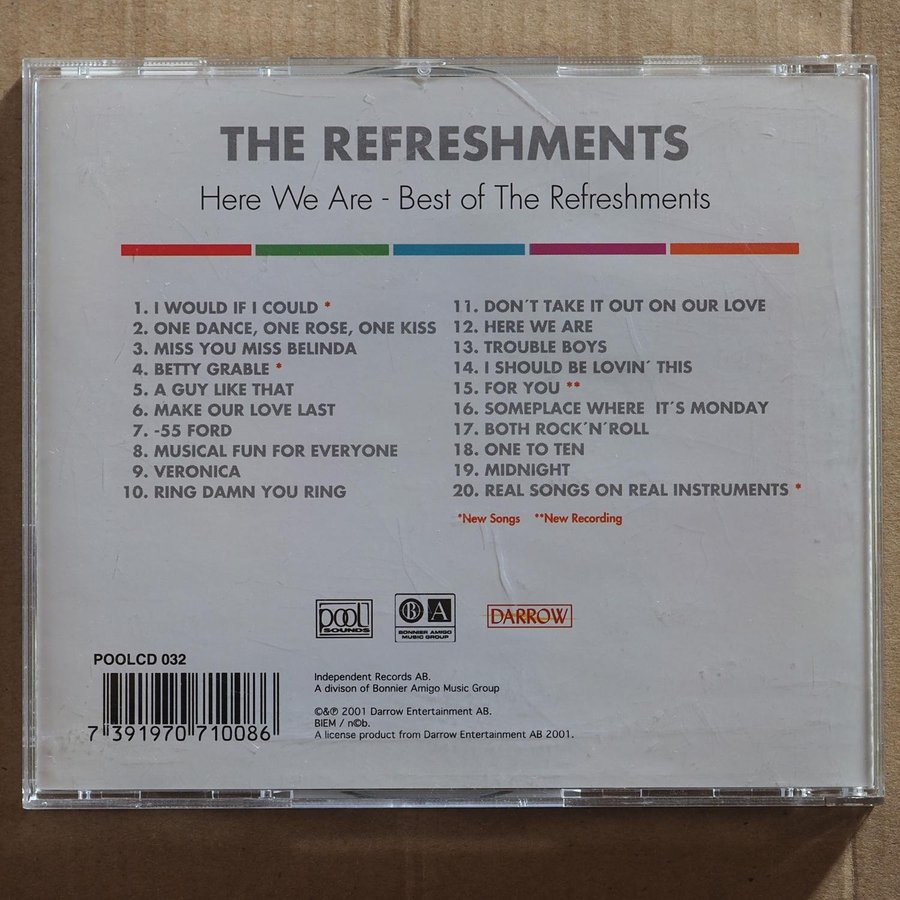 THE REFRESHMENTS
Here We Are - Best of The Refreshments
1. I WOULD IF I COULD *
2. ONE DANCE, ONE ROSE, ONE KISS
3. MISS YOU MISS BELINDA
4. BETTY GRABLE *
5. A GUY LIKE THAT
6. MAKE OUR LOVE LAST
7. -55 FORD
8. MUSICAL FUN FOR EVERYONE
9. VERONICA
10. RING DAMN YOU RING
11. DON´T TAKE IT OUT ON OUR LOVE
12. HERE WE ARE
13. TROUBLE BOYS
14. I SHOULD BE LOVIN´ THIS
15. FOR YOU **
16. SOMEPLACE WHERE IT´S MONDAY
17. BOTH ROCK´N´ROLL
18. ONE TO TEN
19. MIDNIGHT
20. REAL SONGS ON REAL INSTRUMENTS *
*New Songs **New Recording
pool
SOUNDS
B A
BONNIER AMIGO
MUSIC GROUP
DARROW
POOLCD 032
7 391970 710086
Independent Records AB.
A divison of Bonnier Amigo Music Group
©&℗ 2001 Darrow Entertainment AB.
BIEM / n©b.
A license product from Darrow Entertainment AB 2001.